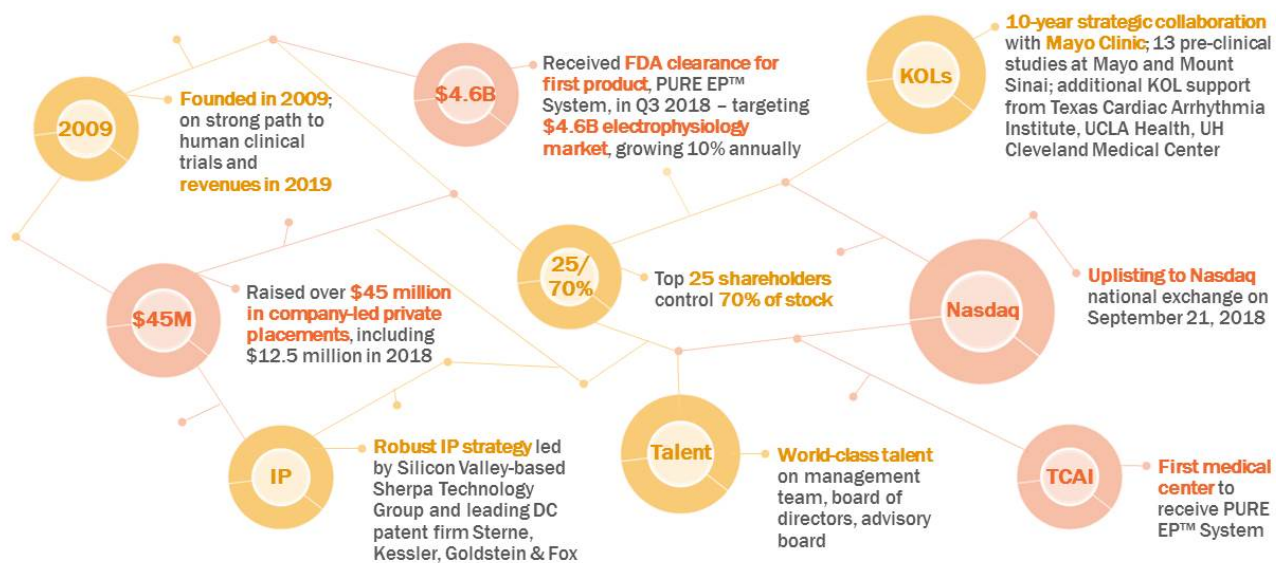 2009
Founded in 2009;
on strong path to
human clinical
trials and
revenues in 2019
$4.6B
Received FDA clearance for
first product, PURE EP™
System, in Q3 2018 – targeting
$4.6B electrophysiology
market, growing 10% annually
KOLs
10-year strategic collaboration
with Mayo Clinic; 13 pre-clinical
studies at Mayo and Mount
Sinai; additional KOL support
from Texas Cardiac Arrhythmia
Institute, UCLA Health, UH
Cleveland Medical Center
$45M
Raised over $45 million
in company-led private
placements, including
$12.5 million in 2018
25/
70%
Top 25 shareholders
control 70% of stock
Nasdaq
Uplisting to Nasdaq
national exchange on
September 21, 2018
IP
Robust IP strategy led
by Silicon Valley-based
Sherpa Technology
Group and leading DC
patent firm Sterne,
Kessler, Goldstein & Fox
Talent
World-class talent
on management
team, board of
directors, advisory
board
TCAI
First medical
center to
receive PURE
EP™ System